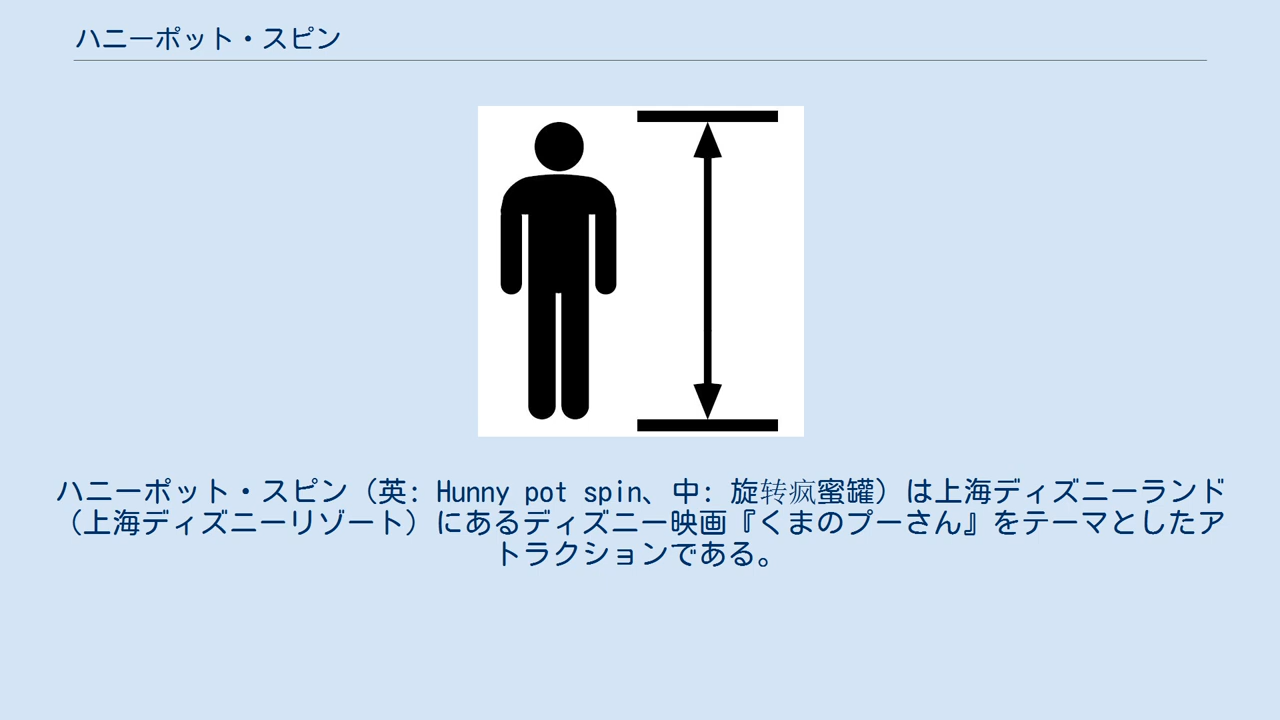 ハニーポット・スピン
ハニーポット・スピン（英: Hunny pot spin、中: 旋转疯蜜罐）は上海ディズニーランド
（上海ディズニーリゾート）にあるディズニー映画『くまのプーさん』をテーマとしたア
トラクションである。